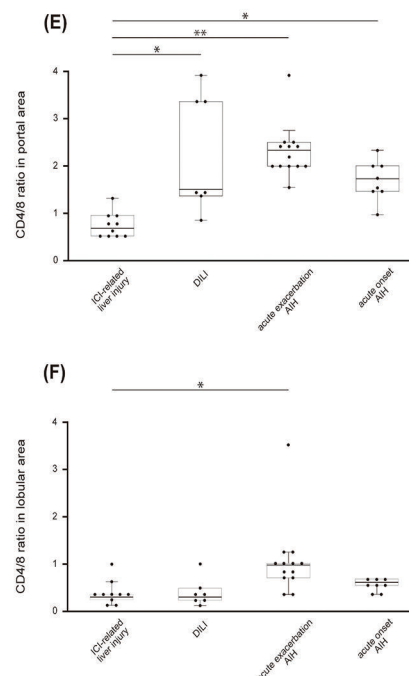 (E)
*
**
*
CD4/8 ratio in portal area
4
3
2
1
0
ICI-related liver injury
DILI
acute exacerbation AIH
acute onset AIH
(F)
*
CD4/8 ratio in lobular area
4
3
2
1
0
ICI-related liver injury
DILI
acute exacerbation AIH
acute onset AIH